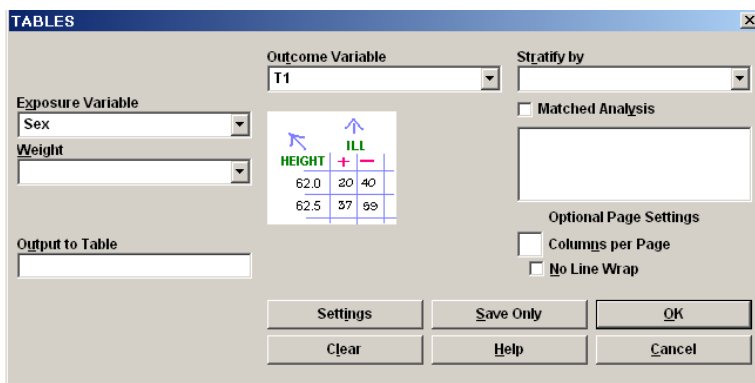 TABLES
Outcome Variable
T1
Stratify by
Exposure Variable
Sex
Matched Analysis
Weight
ILL
HEIGHT + −
62.0 20 40
62.5 37 99
Optional Page Settings
Columns per Page
No Line Wrap
Output to Table
Settings
Save Only
OK
Clear
Help
Cancel